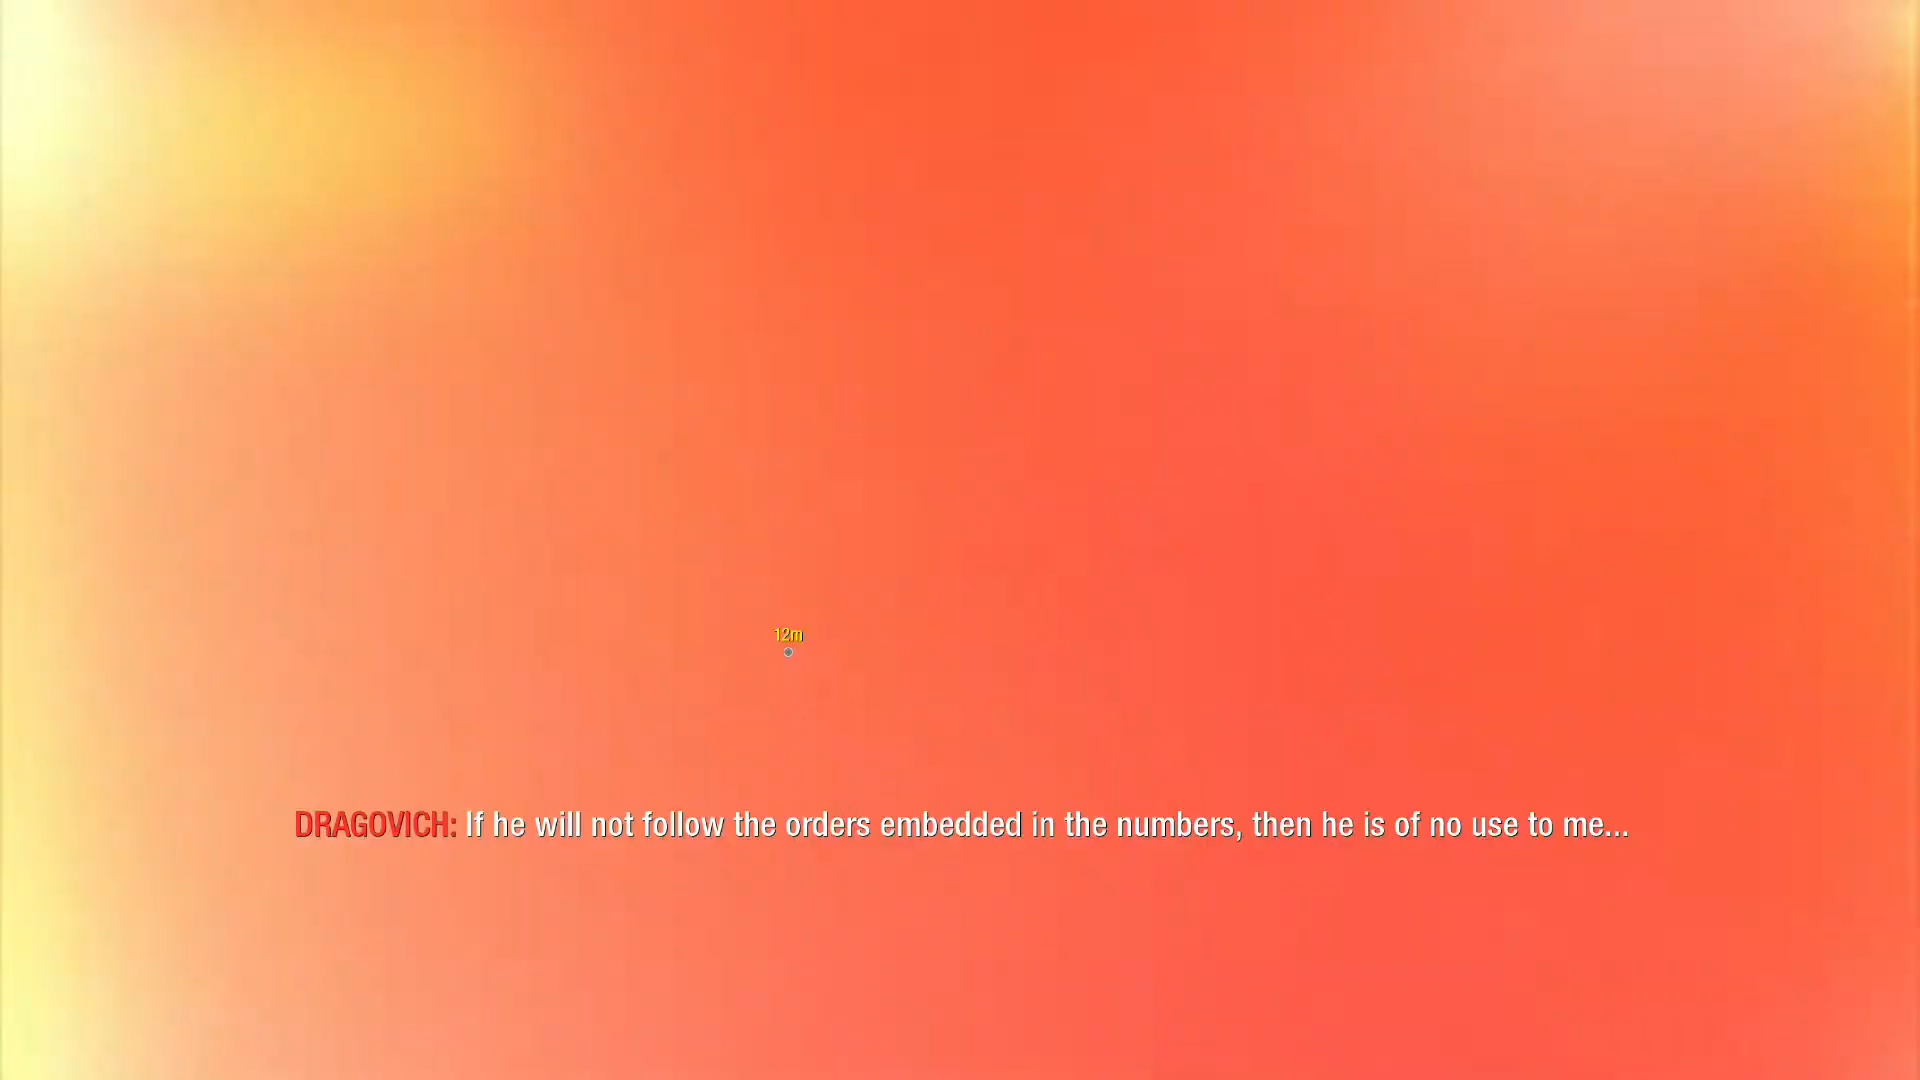 12m
DRAGOVICH: If he will not follow the orders embedded in the numbers, then he is of no use to me...